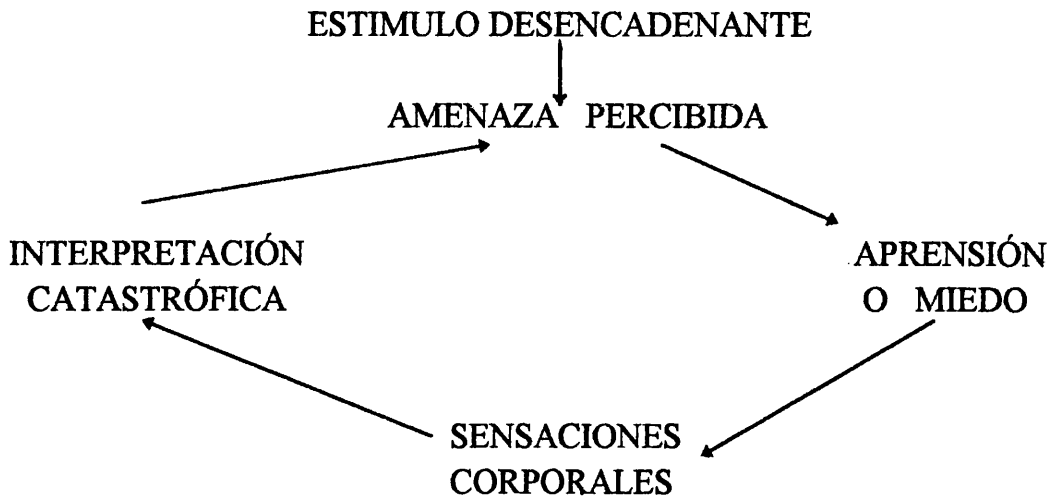 ESTIMULO DESENCADENANTE
AMENAZA PERCIBIDA
INTERPRETACIÓN
CATASTRÓFICA
APRENSIÓN
O MIEDO
SENSACIONES
CORPORALES